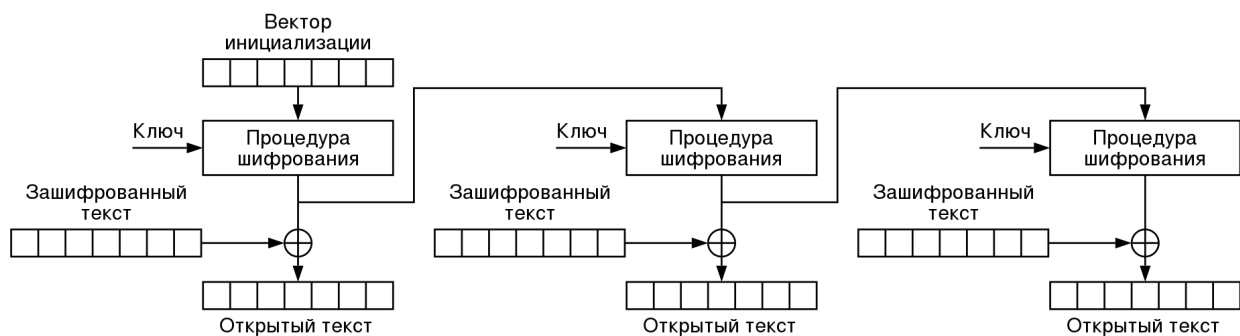 Вектор
инициализации
Ключ
Процедура
шифрования
Ключ
Процедура
шифрования
Ключ
Процедура
шифрования
Зашифрованный
текст
Зашифрованный
текст
Зашифрованный
текст
Открытый текст
Открытый текст
Открытый текст